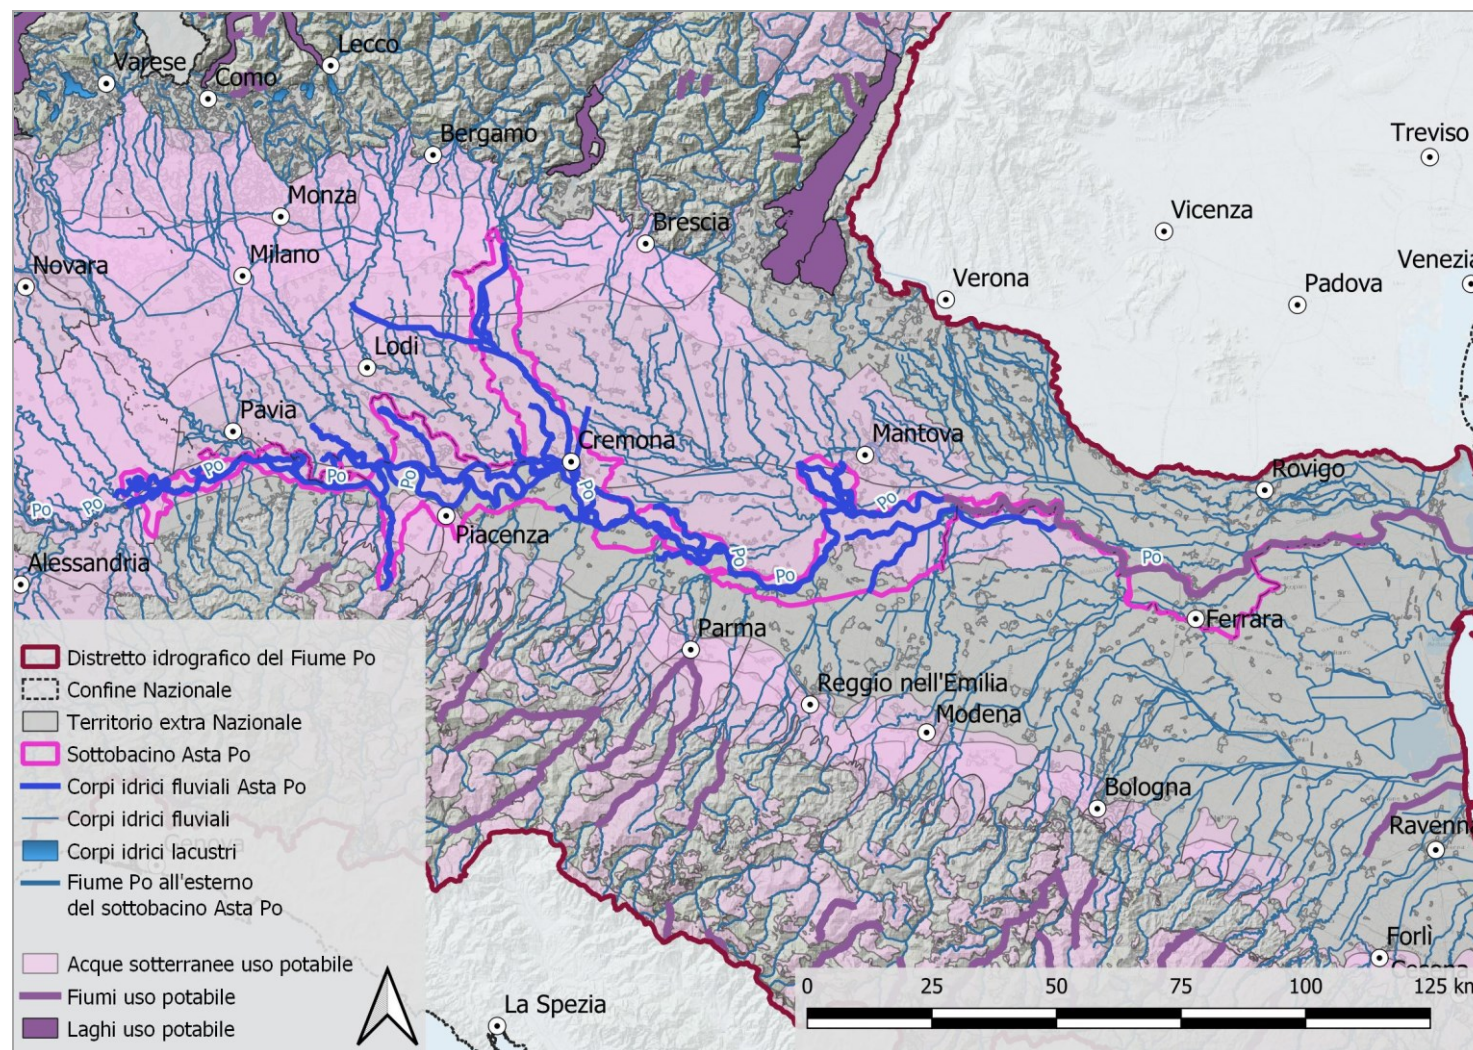 Lecco
Varese
Como
Bergamo
Treviso
Monza
Vicenza
Brescia
Milano
Novara
Verona
Padova
Venezia
Lodi
Pavia
Mantova
Cremona
Rovigo
Po
Po
Po
Po
Po
Po
Po
Po
Po
Po
Piacenza
Alessandria
Ferrara
Parma
Reggio nell'Emilia
Modena
Bologna
Ravenn
Forlì
Cesena
Genova
La Spezia
Distretto idrografico del Fiume Po
Confine Nazionale
Territorio extra Nazionale
Sottobacino Asta Po
Corpi idrici fluviali Asta Po
Corpi idrici fluviali
Corpi idrici lacustri
Fiume Po all'esterno
del sottobacino Asta Po
Acque sotterranee uso potabile
Fiumi uso potabile
Laghi uso potabile
0 25 50 75 100 125 km